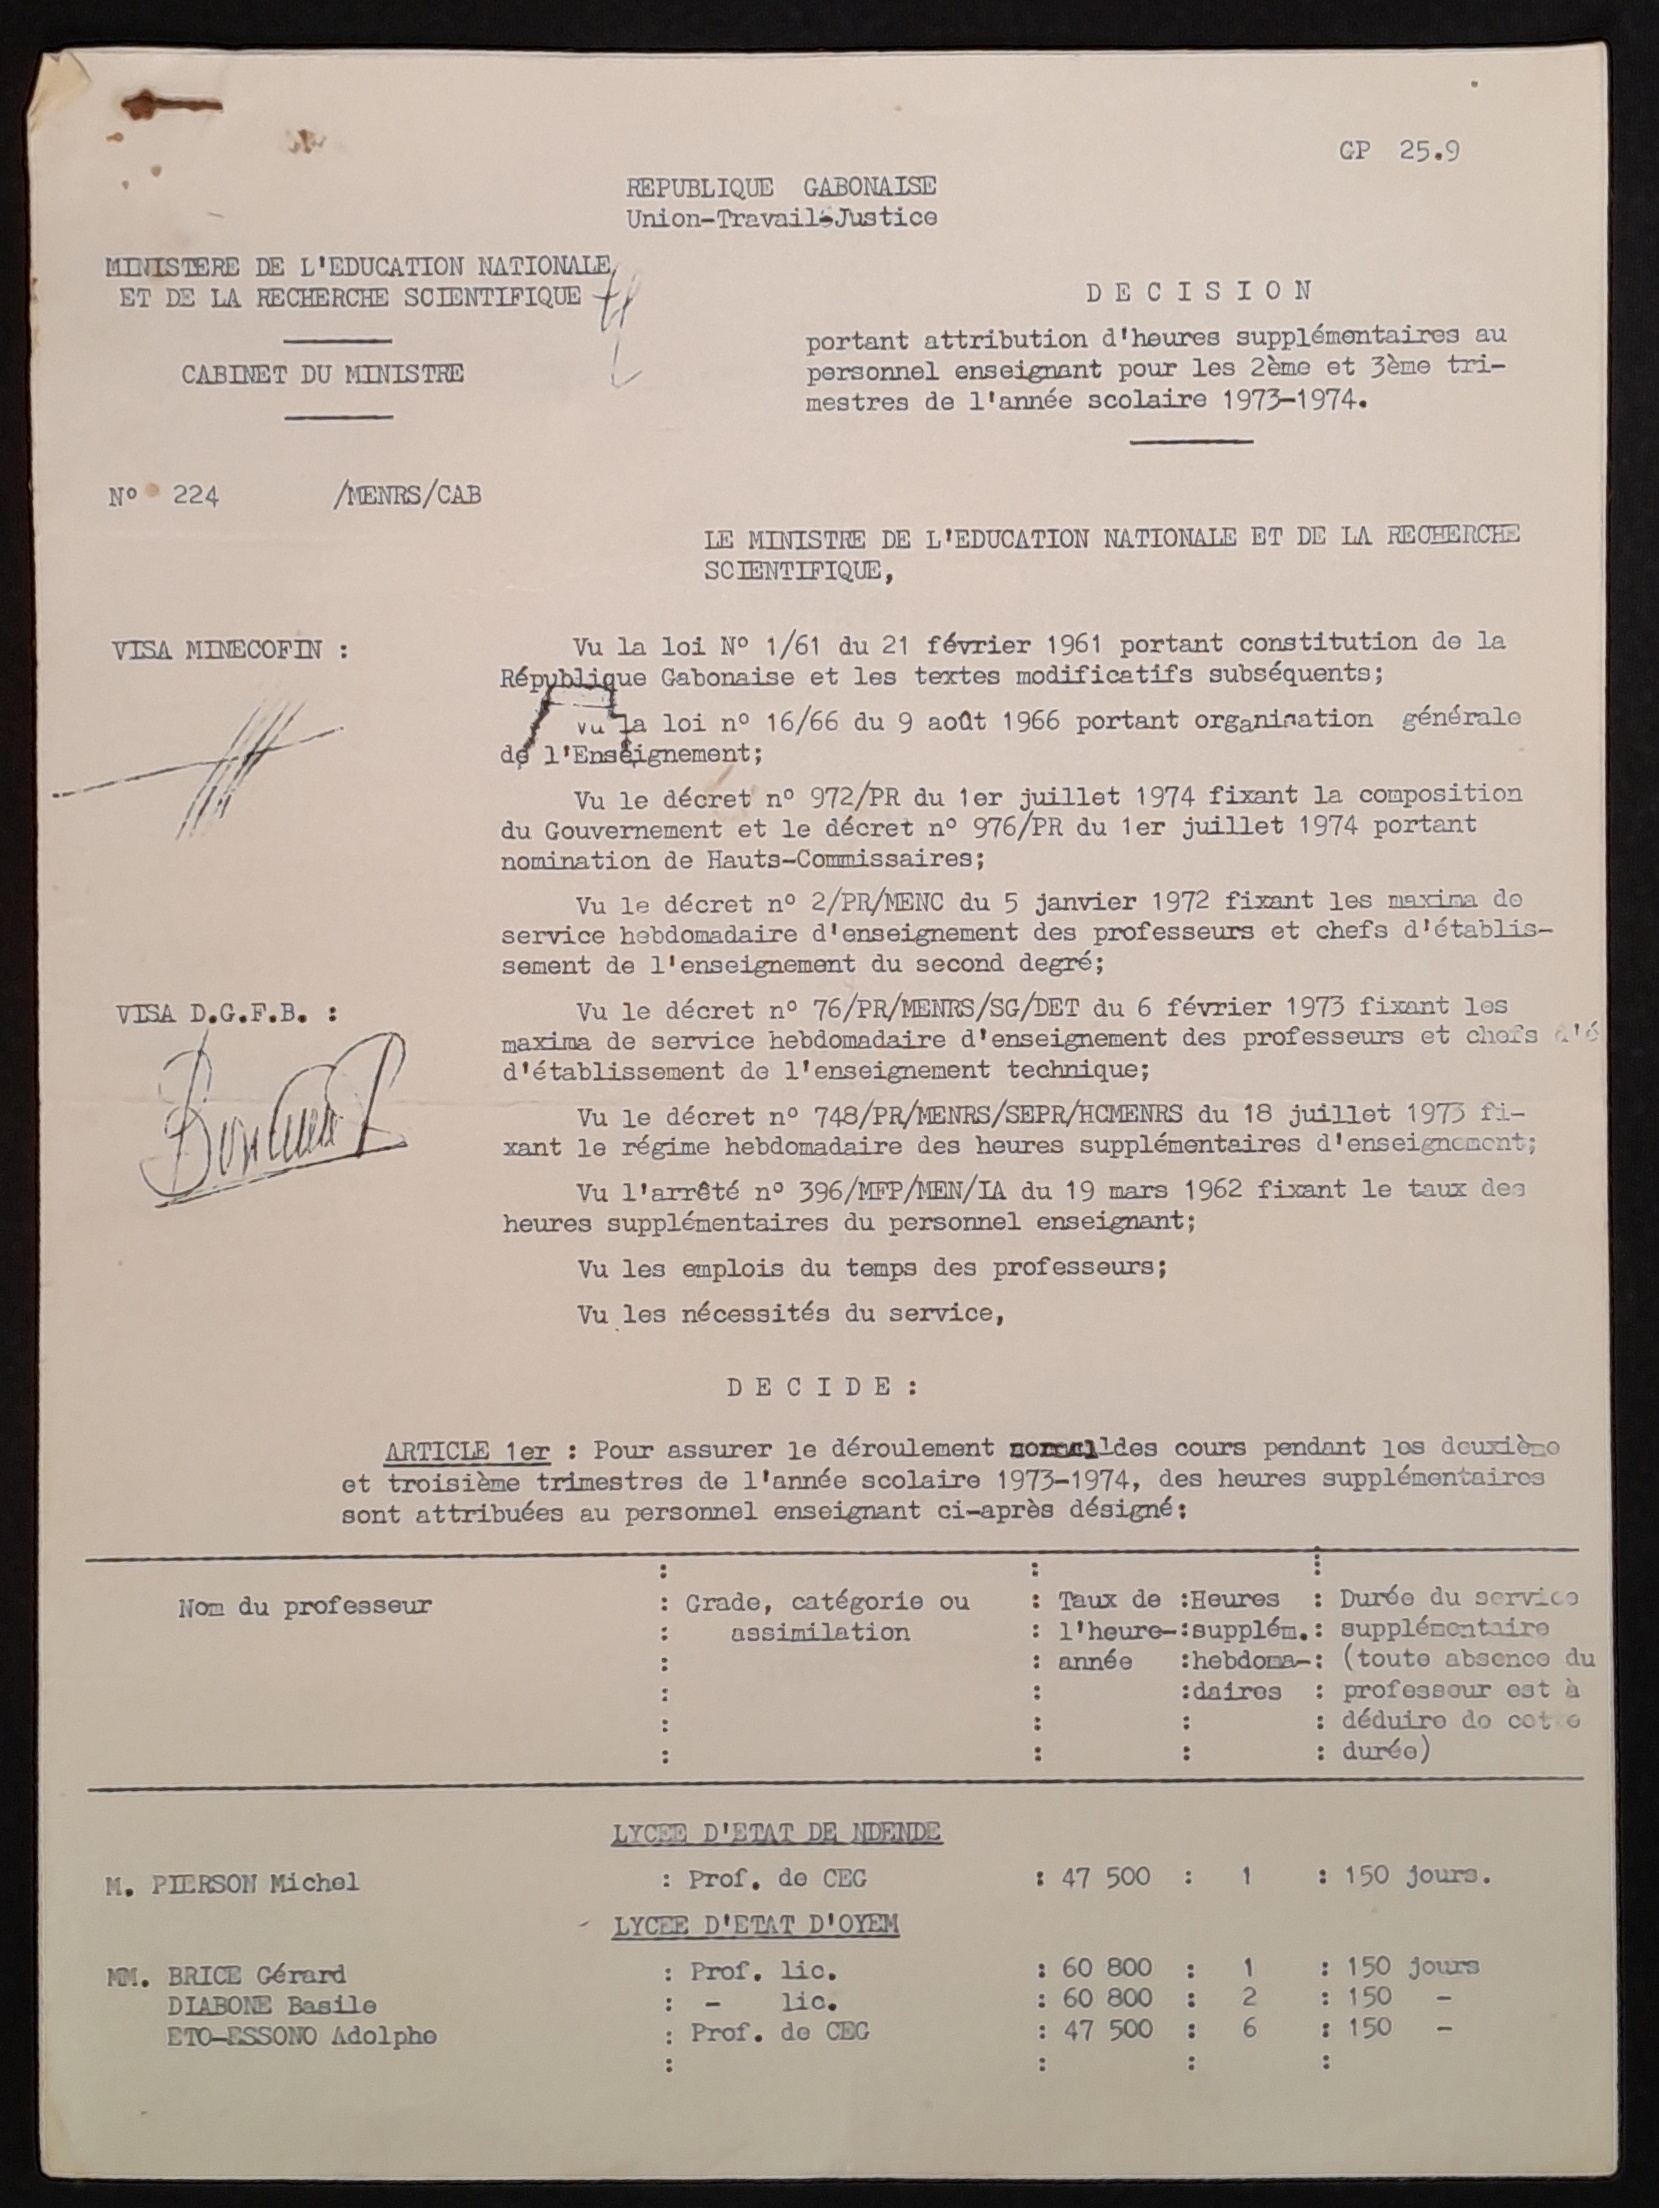 GP 25.9
REPUBLIQUE GABONAISE
Union-Travail-Justice
MINISTERE DE L'EDUCATION NATIONALE
ET DE LA RECHERCHE SCIENTIFIQUE
CABINET DU MINISTRE
D E C I S I O N
portant attribution d'heures supplémentaires au
personnel enseignant pour les 2ème et 3ème tri-
mestres de l'année scolaire 1973-1974.
N° 224 /MENRS/CAB
LE MINISTRE DE L'EDUCATION NATIONALE ET DE LA RECHERCHE
SCIENTIFIQUE,
VISA MINECOFIN :
Vu la loi N° 1/61 du 21 février 1961 portant constitution de la
République Gabonaise et les textes modificatifs subséquents;
Vu la loi n° 16/66 du 9 août 1966 portant organisation générale
de l'Enseignement;
Vu le décret n° 972/PR du 1er juillet 1974 fixant la composition
du Gouvernement et le décret n° 976/PR du 1er juillet 1974 portant
nomination de Hauts-Commissaires;
Vu le décret n° 2/PR/MENC du 5 janvier 1972 fixant les maxima de
service hebdomadaire d'enseignement des professeurs et chefs d'établis-
sement de l'enseignement du second degré;
VISA D.G.F.B. :
Vu le décret n° 76/PR/MENRS/SG/DET du 6 février 1973 fixant les
maxima de service hebdomadaire d'enseignement des professeurs et chefs d'é
d'établissement de l'enseignement technique;
Vu le décret n° 748/PR/MENRS/SEPR/HCMENRS du 18 juillet 1973 fi-
xant le régime hebdomadaire des heures supplémentaires d'enseignement;
Vu l'arrêté n° 396/MFP/MEN/IA du 19 mars 1962 fixant le taux des
heures supplémentaires du personnel enseignant;
Vu les emplois du temps des professeurs;
Vu les nécessités du service,
D E C I D E :
ARTICLE 1er : Pour assurer le déroulement normal des cours pendant les deuxième
et troisième trimestres de l'année scolaire 1973-1974, des heures supplémentaires
sont attribuées au personnel enseignant ci-après désigné:
Nom du professeur : Grade, catégorie ou : Taux de :Heures : Durée du service
: assimilation : l'heure-:supplém.: supplémentaire
: : année :hebdoma-: (toute absence du
: : :daires : professeur est à
: : : : déduire de cette
: : : : durée)
LYCEE D'ETAT DE NDENDE
M. PIERSON Michel : Prof. de CEG : 47 500 : 1 : 150 jours.
LYCEE D'ETAT D'OYEM
MM. BRICE Gérard : Prof. lic. : 60 800 : 1 : 150 jours
DIABONE Basile : - lic. : 60 800 : 2 : 150 -
ETO-ESSONO Adolphe : Prof. de CEG : 47 500 : 6 : 150 -
: : : :